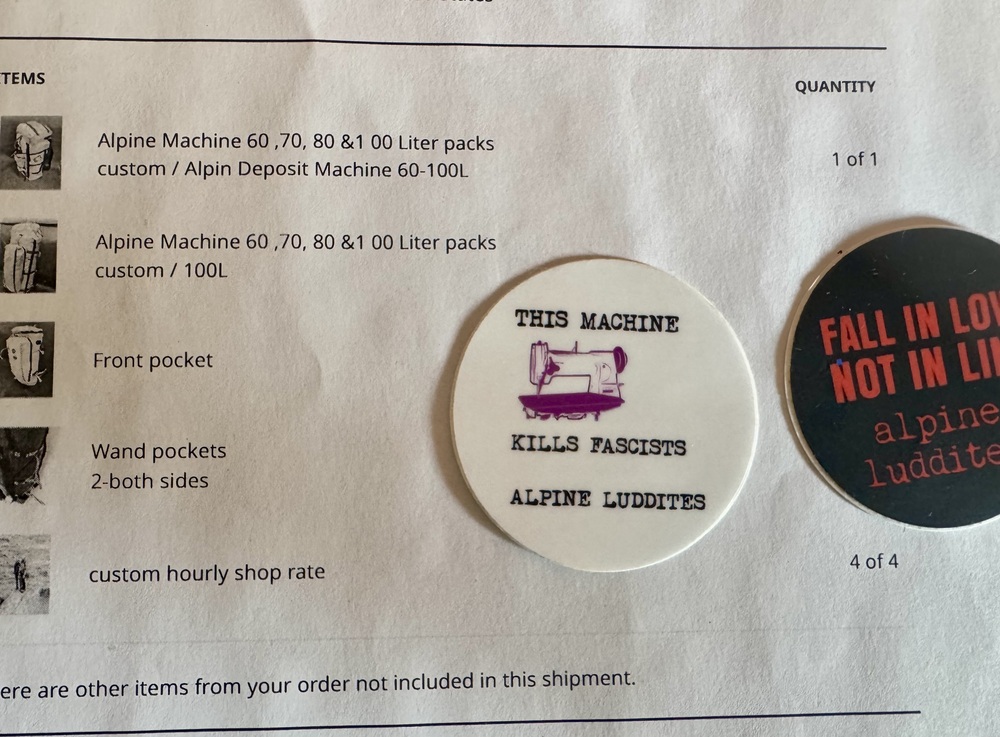 TEMS
QUANTITY
Alpine Machine 60 ,70, 80 &1 00 Liter packs
custom / Alpin Deposit Machine 60-100L
1 of 1
Alpine Machine 60 ,70, 80 &1 00 Liter packs
custom / 100L
Front pocket
Wand pockets
2-both sides
custom hourly shop rate
4 of 4
THIS MACHINE
KILLS FASCISTS
ALPINE LUDDITES
FALL IN LOV
NOT IN LIN
alpine
luddite
ere are other items from your order not included in this shipment.